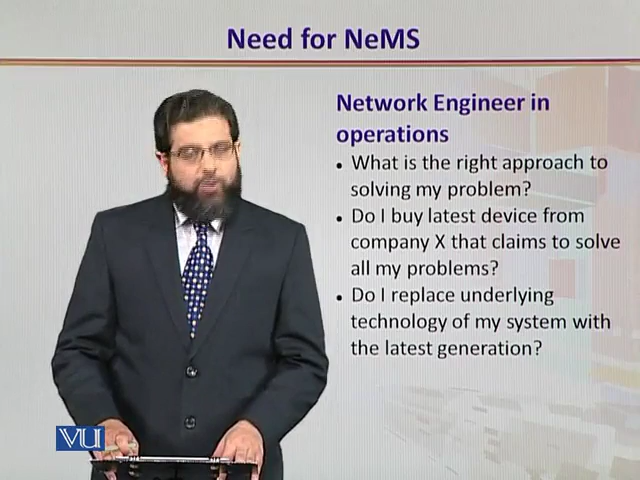 Need for NeMS
Network Engineer in
operations
• What is the right approach to
solving my problem?
• Do I buy latest device from
company X that claims to solve
all my problems?
• Do I replace underlying
technology of my system with
the latest generation?
VU